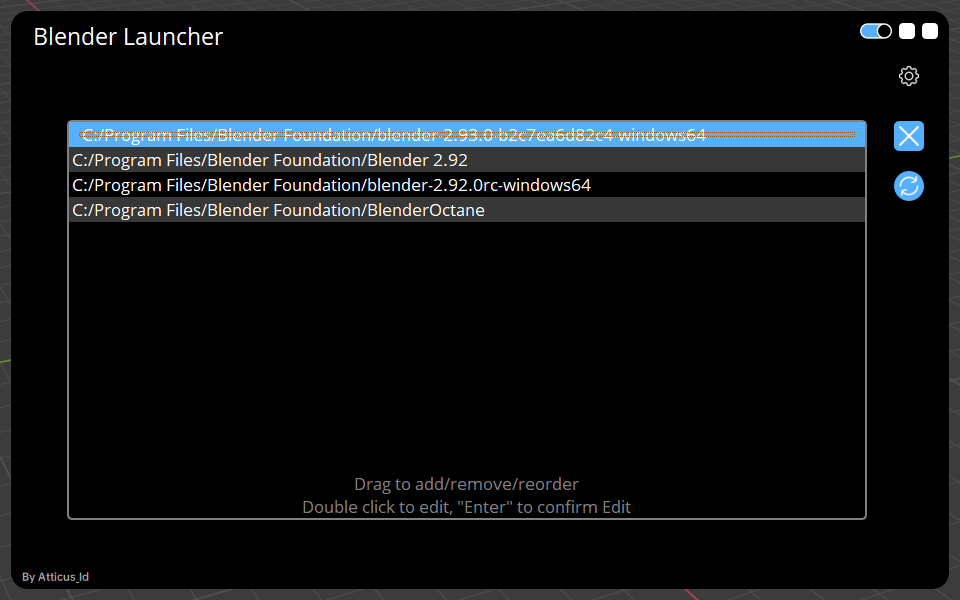 Blender Launcher
C:/Program Files/Blender Foundation/blender-2.93.0-b2c7ea6d82c4-windows64
C:/Program Files/Blender Foundation/Blender 2.92
C:/Program Files/Blender Foundation/blender-2.92.0rc-windows64
C:/Program Files/Blender Foundation/BlenderOctane
Drag to add/remove/reorder
Double click to edit, "Enter" to confirm Edit
By Atticus_ld